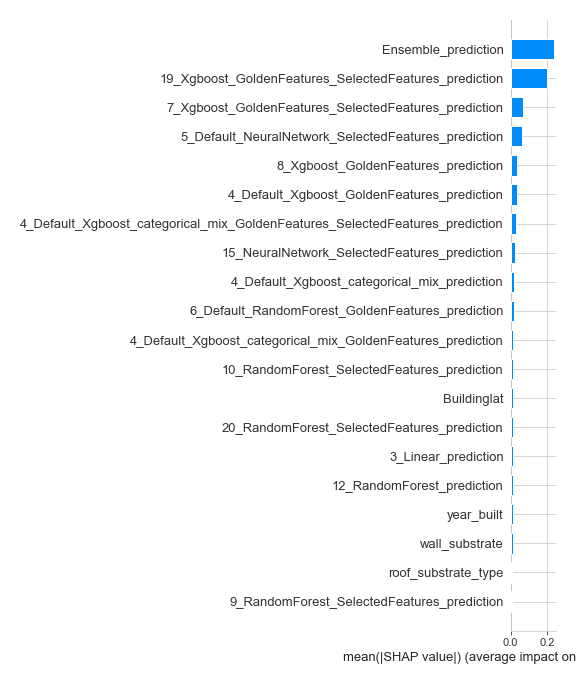 Ensemble_prediction
19_Xgboost_GoldenFeatures_SelectedFeatures_prediction
7_Xgboost_GoldenFeatures_SelectedFeatures_prediction
5_Default_NeuralNetwork_SelectedFeatures_prediction
8_Xgboost_GoldenFeatures_prediction
4_Default_Xgboost_GoldenFeatures_prediction
4_Default_Xgboost_categorical_mix_GoldenFeatures_SelectedFeatures_prediction
15_NeuralNetwork_SelectedFeatures_prediction
4_Default_Xgboost_categorical_mix_prediction
6_Default_RandomForest_GoldenFeatures_prediction
4_Default_Xgboost_categorical_mix_GoldenFeatures_prediction
10_RandomForest_SelectedFeatures_prediction
Buildinglat
20_RandomForest_SelectedFeatures_prediction
3_Linear_prediction
12_RandomForest_prediction
year_built
wall_substrate
roof_substrate_type
9_RandomForest_SelectedFeatures_prediction
0.0 0.2
mean(|SHAP value|) (average impact on